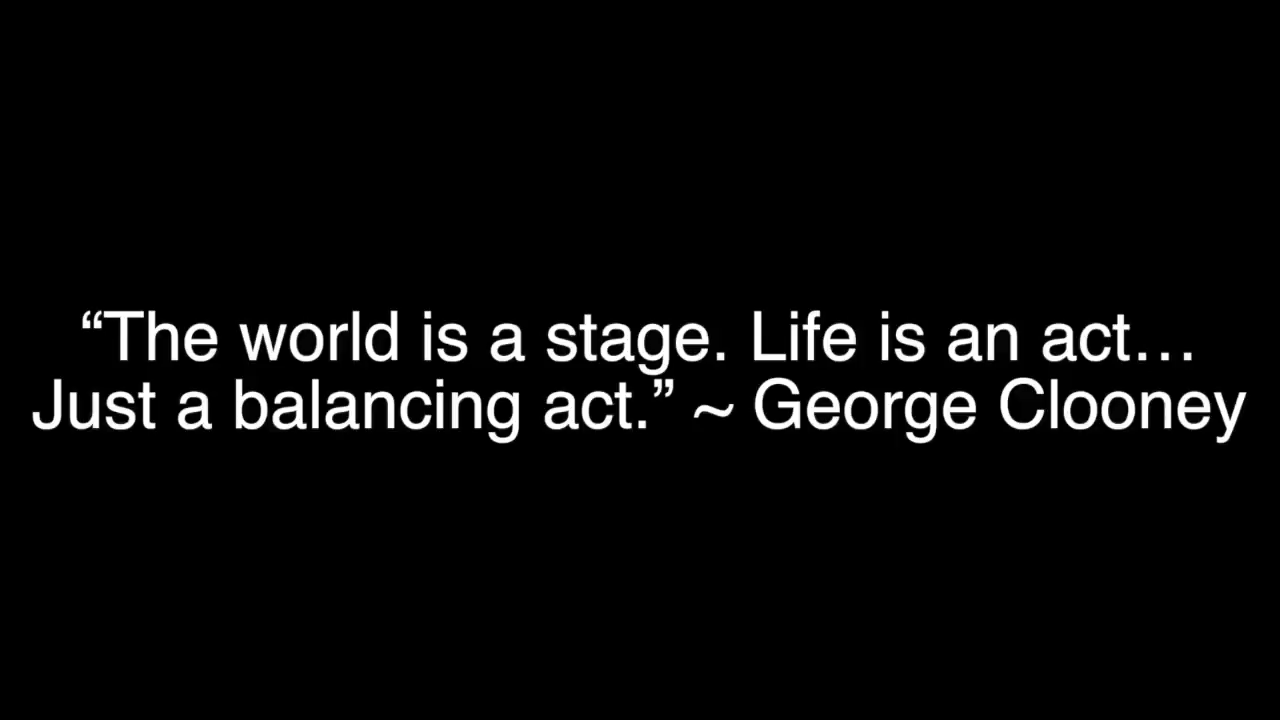 “The world is a stage. Life is an act…
Just a balancing act.” ~ George Clooney